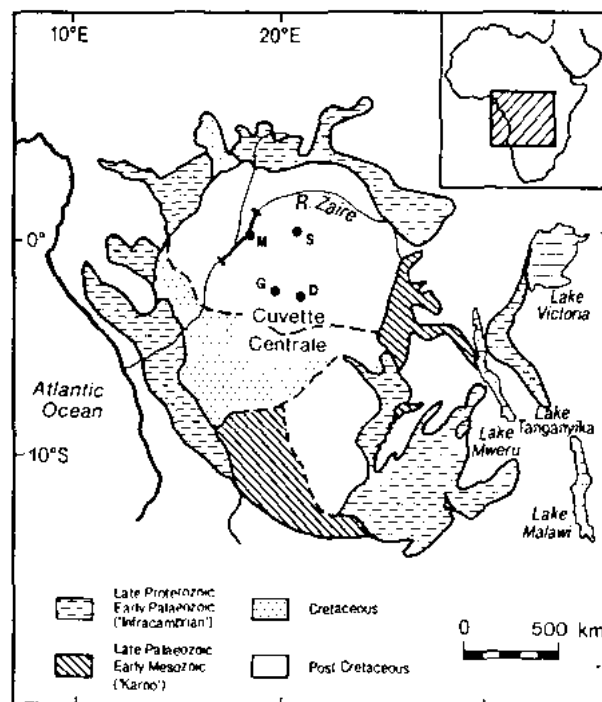 10°E
20°E
R. Zaire
0°
M
S
G
D
Cuvette
Centrale
Lake
Victoria
Atlantic
Ocean
10°S
Lake
Tanganyika
Lake
Mweru
Lake
Malawi
Late Proterozoic
Early Palaeozoic
('Infracambrian')
Cretaceous
0 500 km
Late Palaeozoic
Early Mesozoic
('Karoo')
Post Cretaceous